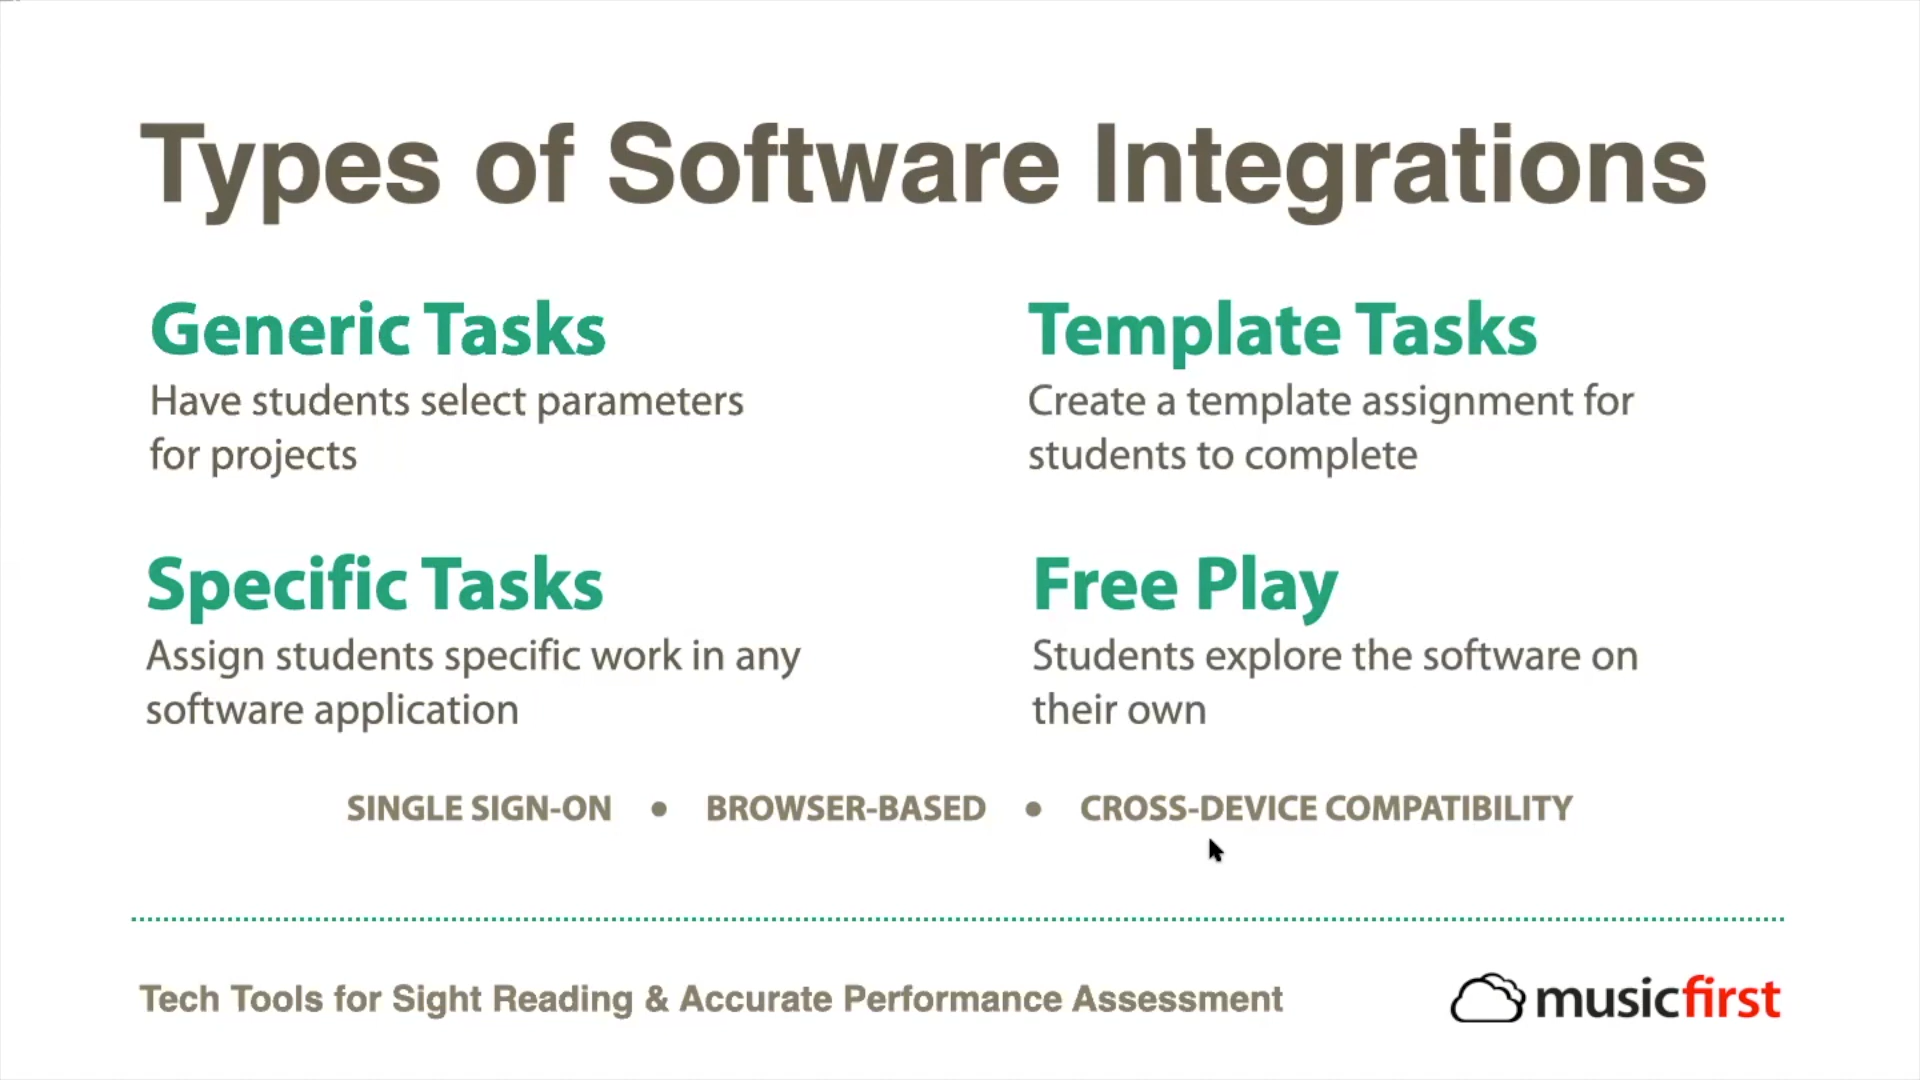 Types of Software Integrations
Generic Tasks
Have students select parameters
for projects
Template Tasks
Create a template assignment for
students to complete
Specific Tasks
Assign students specific work in any
software application
Free Play
Students explore the software on
their own
SINGLE SIGN-ON • BROWSER-BASED • CROSS-DEVICE COMPATIBILITY
Tech Tools for Sight Reading & Accurate Performance Assessment
musicfirst